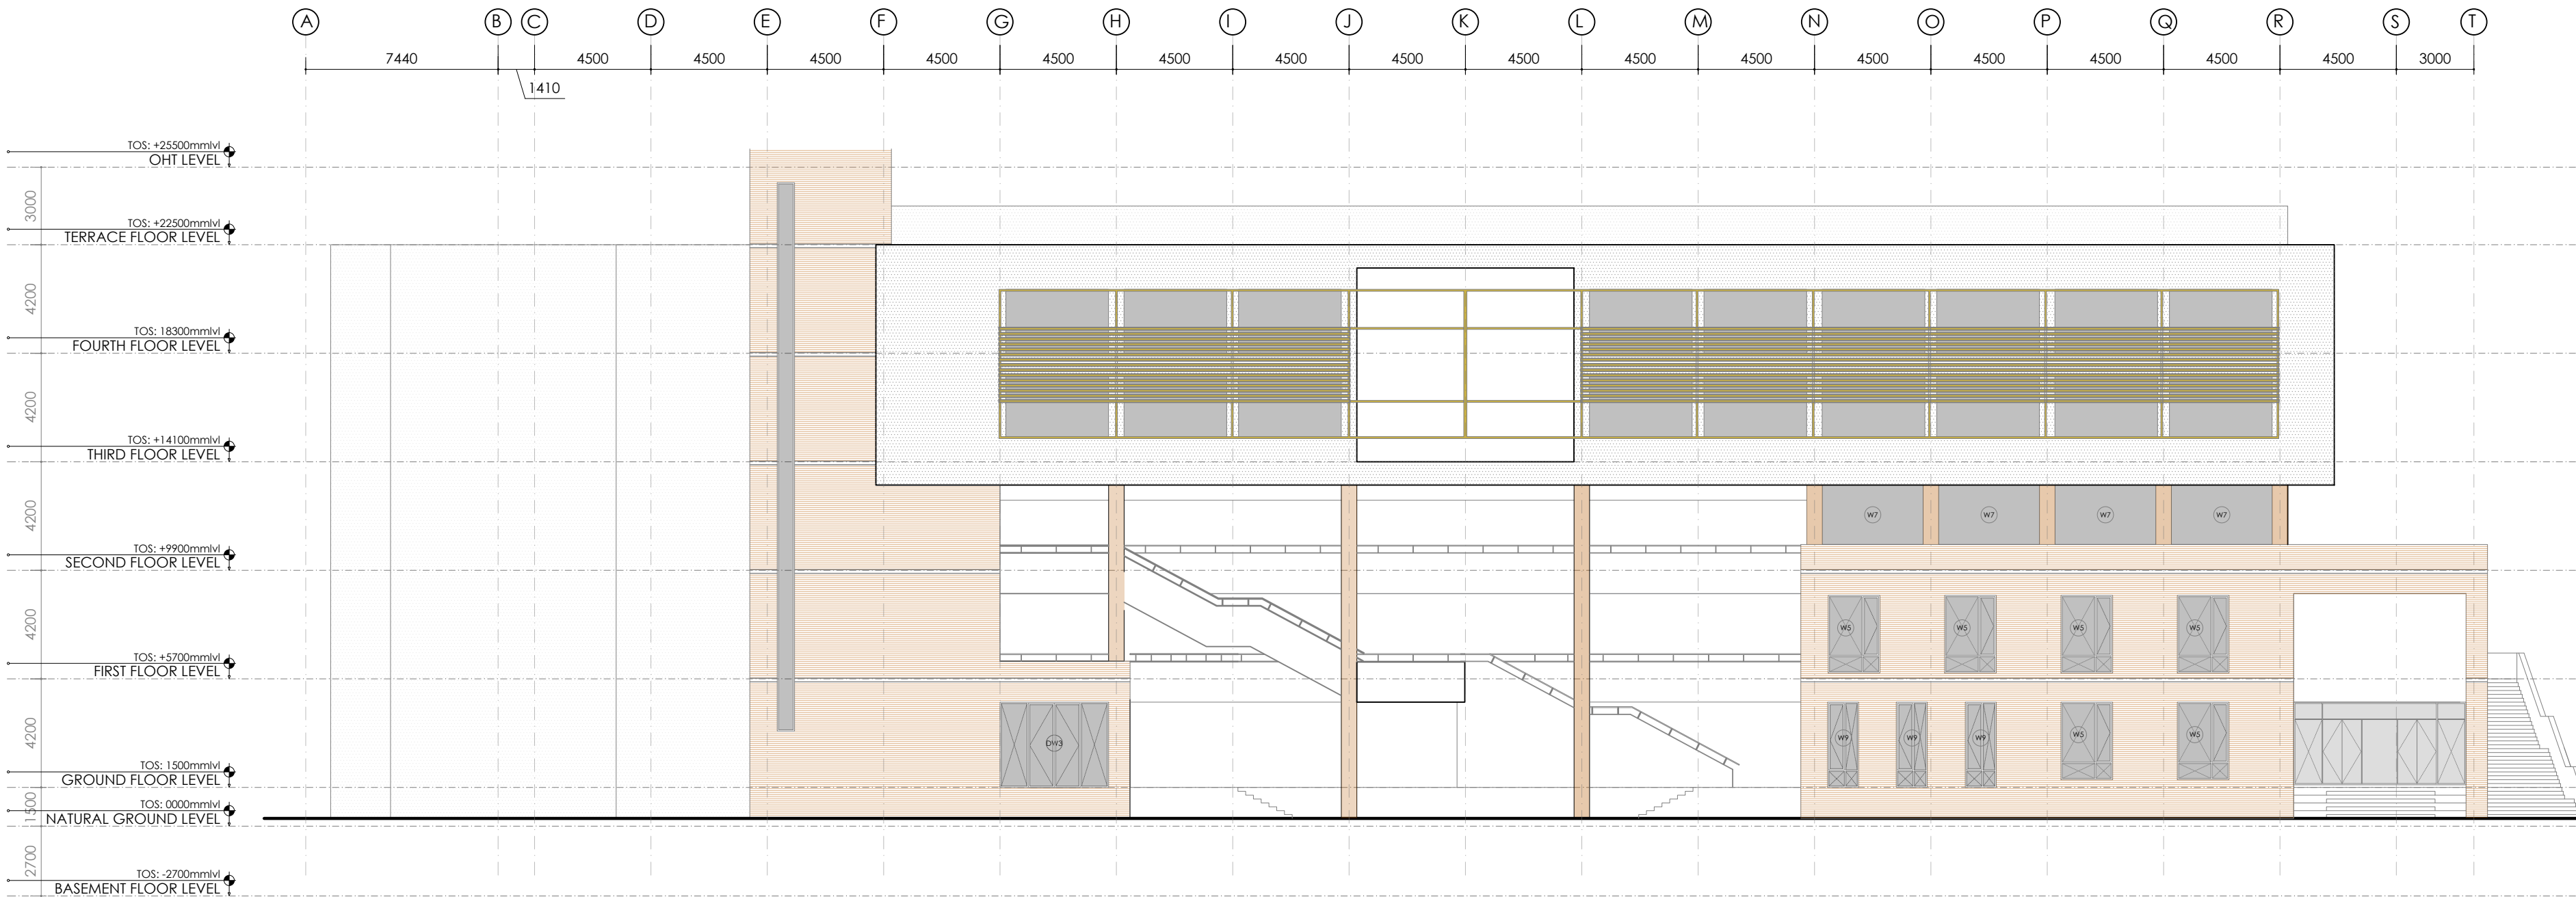 A B C D E F G H I J K L M N O P Q R S T
7440 4500 4500 4500 4500 4500 4500 4500 4500 4500 4500 4500 4500 4500 4500 4500 4500 3000
1410
TOS: +25500mmlvl
OHT LEVEL
3000
TOS: +22500mmlvl
TERRACE FLOOR LEVEL
4200
TOS: 18300mmlvl
FOURTH FLOOR LEVEL
4200
TOS: +14100mmlvl
THIRD FLOOR LEVEL
4200
W7 W7 W7 W7
TOS: +9900mmlvl
SECOND FLOOR LEVEL
4200
W5 W5 W5 W5
TOS: +5700mmlvl
FIRST FLOOR LEVEL
4200
DW3 W9 W9 W9 W5 W5
TOS: 1500mmlvl
GROUND FLOOR LEVEL
1500
TOS: 0000mmlvl
NATURAL GROUND LEVEL
2700
TOS: -2700mmlvl
BASEMENT FLOOR LEVEL